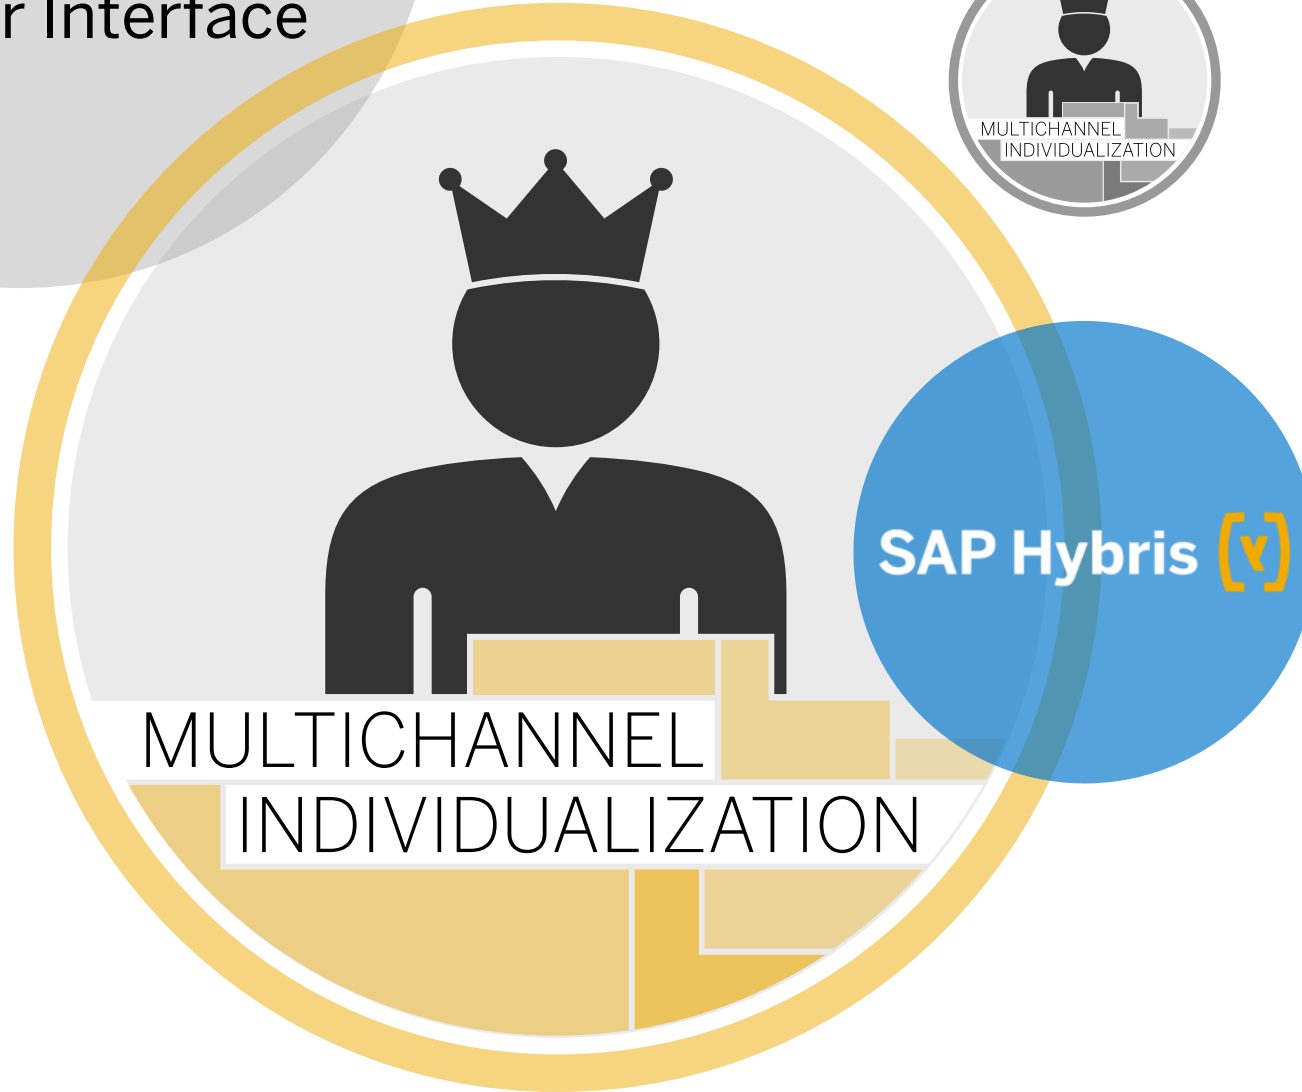 r Interface
MULTICHANNEL
INDIVIDUALIZATION
SAP Hybris
MULTICHANNEL
INDIVIDUALIZATION